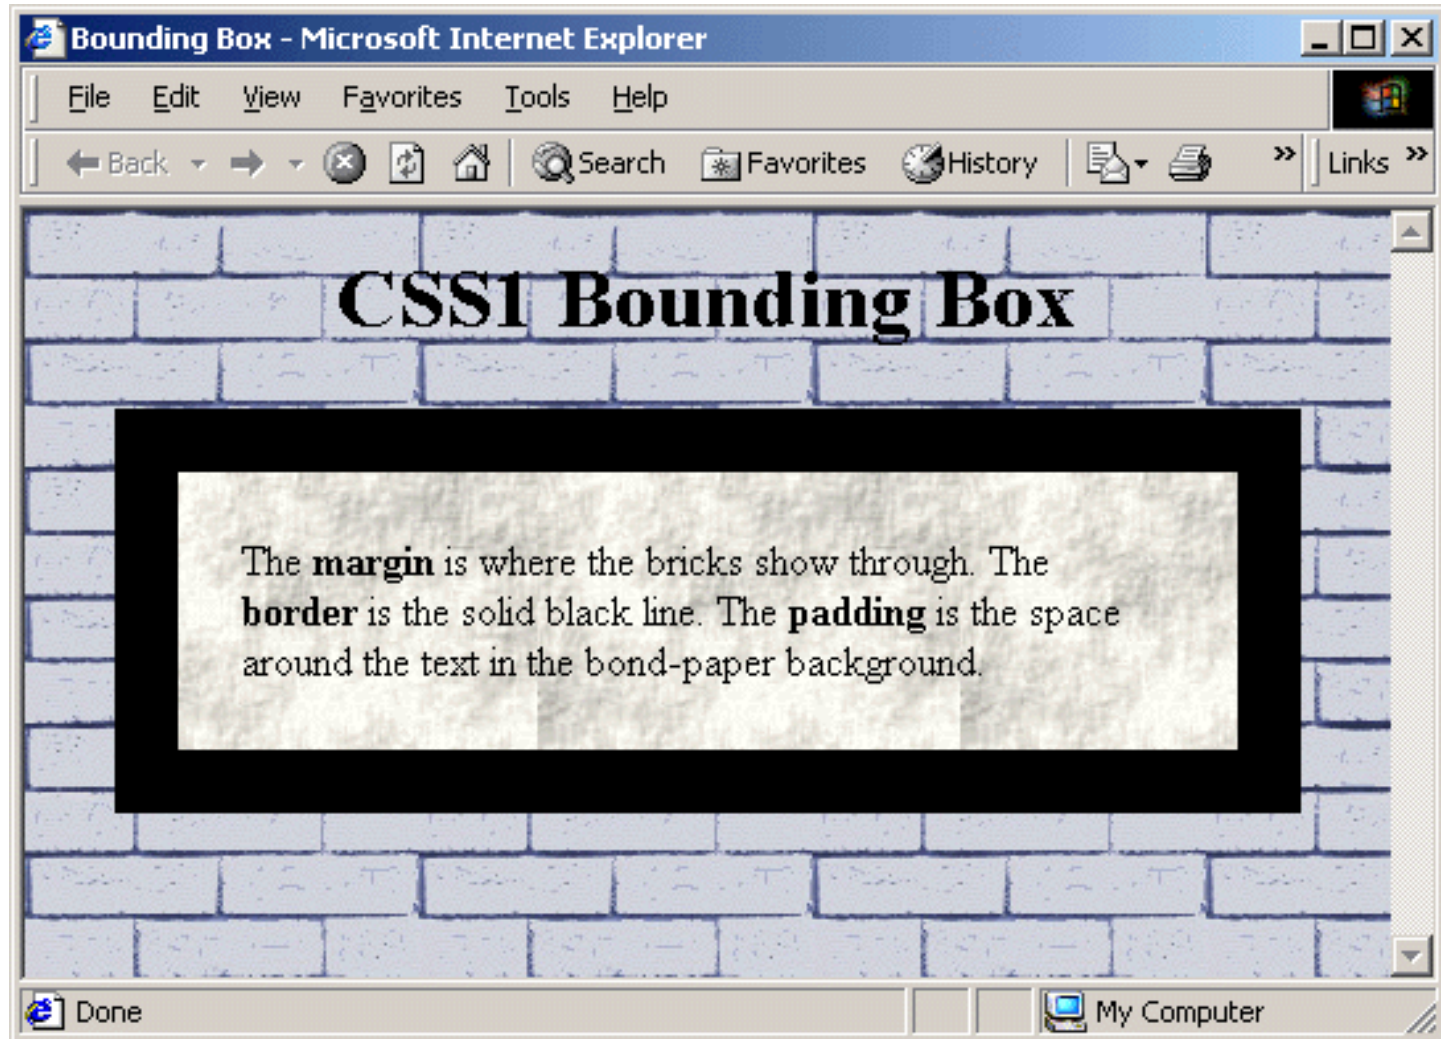 Bounding Box - Microsoft Internet Explorer
File Edit View Favorites Tools Help
Back Search Favorites History » Links »
CSS1 Bounding Box
The margin is where the bricks show through. The
border is the solid black line. The padding is the space
around the text in the bond-paper background.
Done My Computer